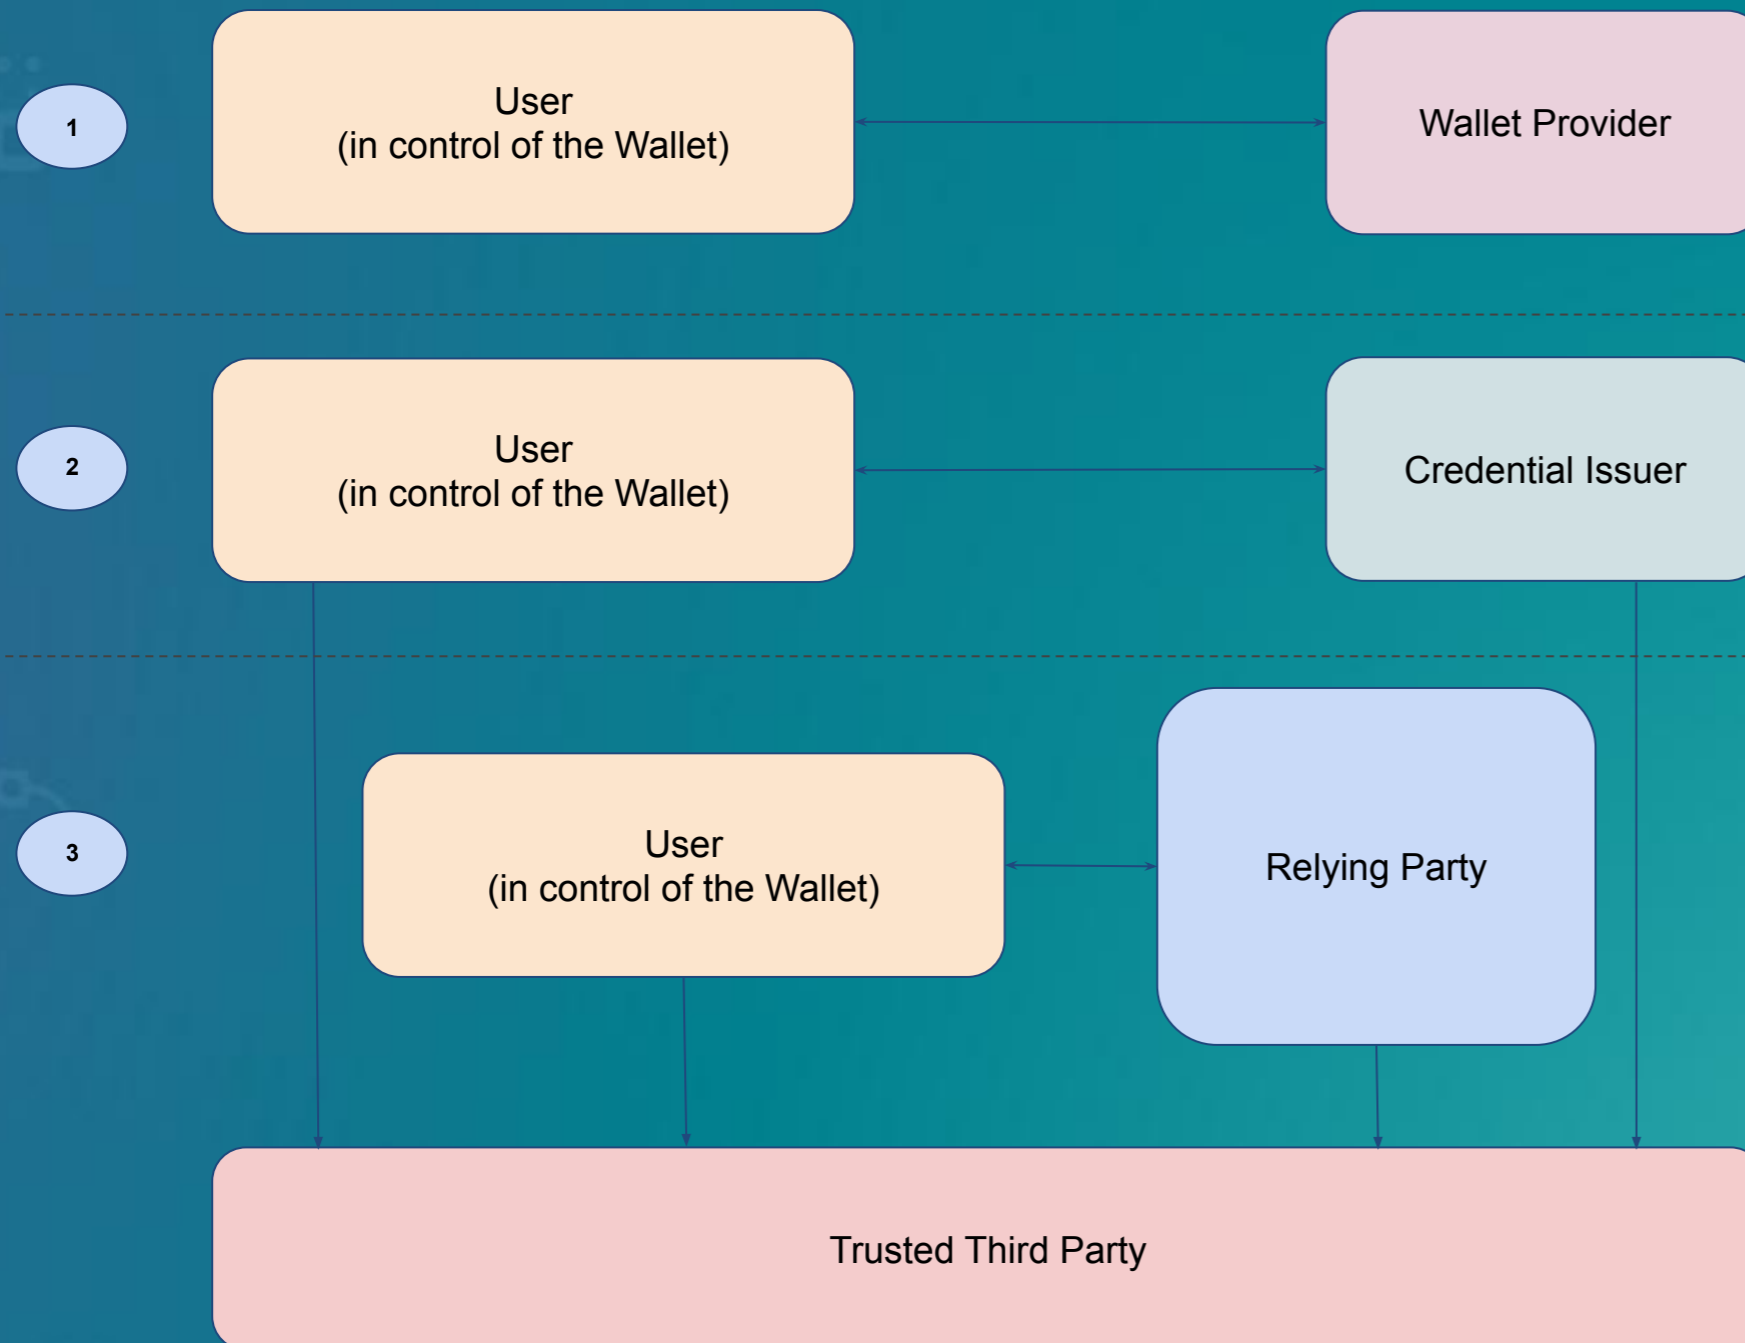 1
User
(in control of the Wallet)
Wallet Provider
2
User
(in control of the Wallet)
Credential Issuer
3
User
(in control of the Wallet)
Relying Party
Trusted Third Party